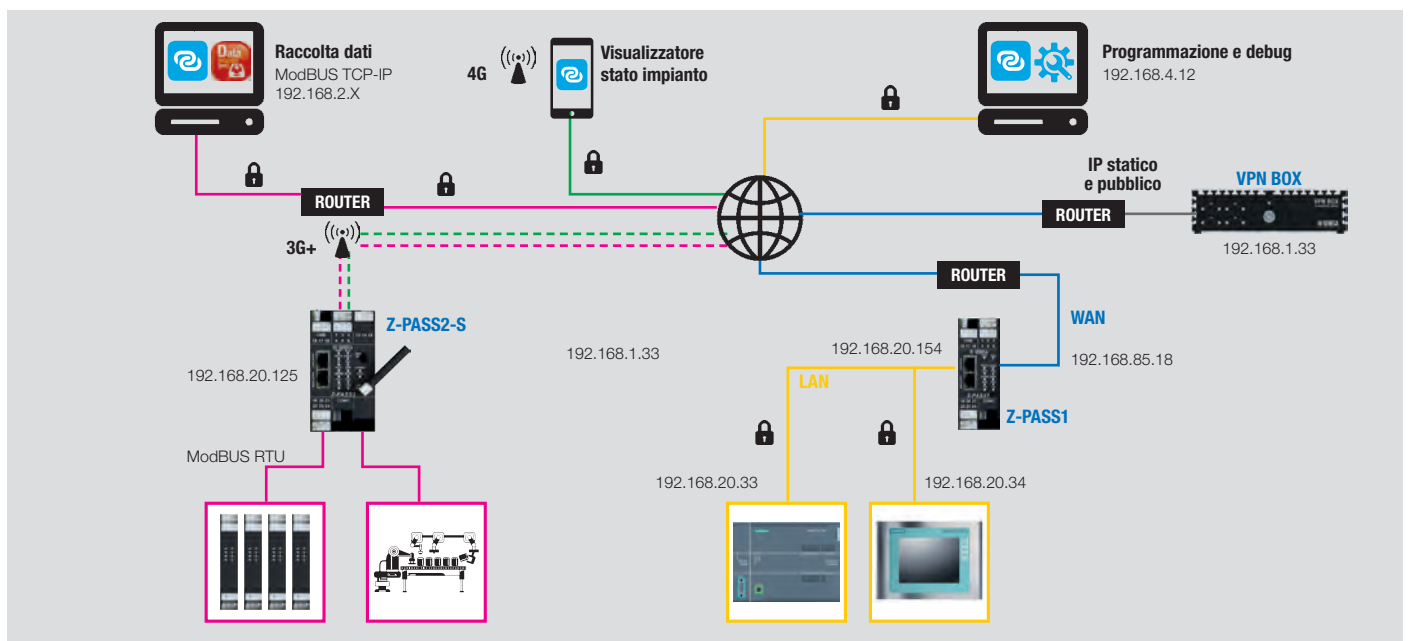 Raccolta dati
ModBUS TCP-IP
192.168.2.X
Data
4G
Visualizzatore
stato impianto
Programmazione e debug
192.168.4.12
IP statico
e pubblico
VPN BOX
ROUTER
ROUTER
VPN BOX
192.168.1.33
3G+
ROUTER
Z-PASS2-S
WAN
192.168.1.33
192.168.20.154
192.168.85.18
192.168.20.125
LAN
Z-PASS1
ModBUS RTU
192.168.20.33
192.168.20.34